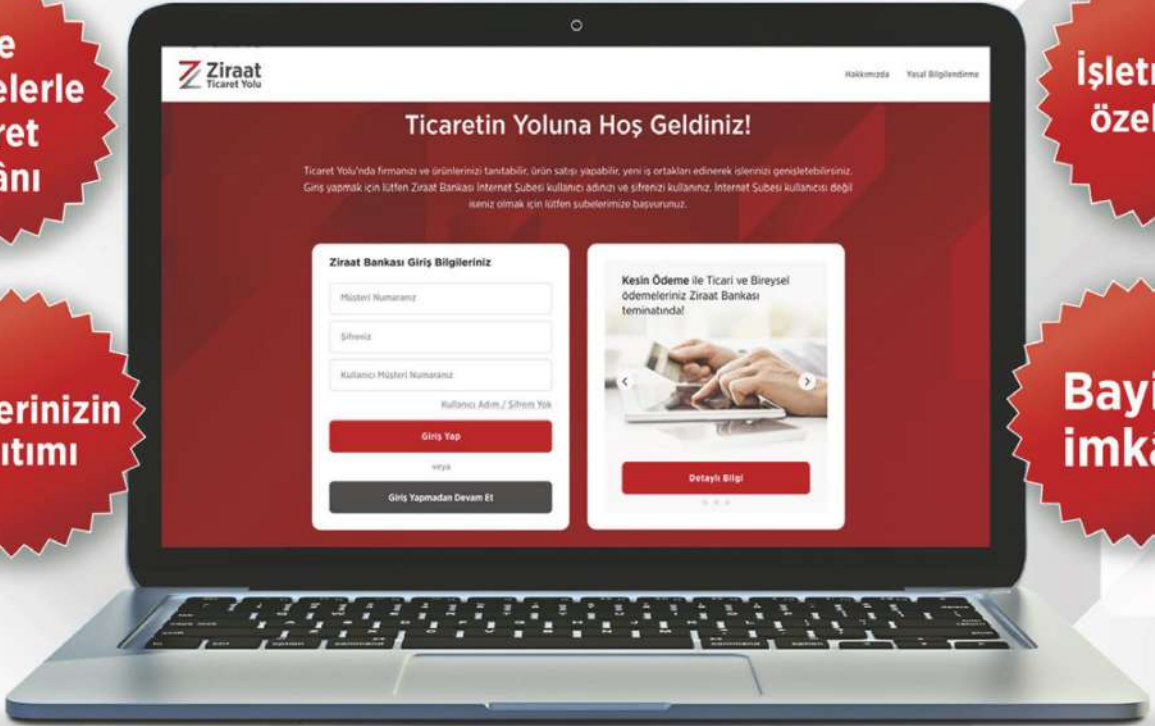 Ziraat
Ticaret Yolu
Hakkımızda Yasal Bilgilendirme
Ticaretin Yoluna Hoş Geldiniz!
Ticaret Yolu'nda firmanızı ve ürünlerinizi tanıtabilir, ürün satışı yapabilir, yeni iş ortakları edinerek işlerinizi genişletebilirsiniz.
Giriş yapmak için lütfen Ziraat Bankası İnternet Şubesi kullanıcı adınızı ve şifrenizi kullanınız. İnternet Şubesi kullanıcısı değil
iseniz olmak için lütfen şubelerimize başvurunuz.
Ziraat Bankası Giriş Bilgileriniz
Müşteri Numaranız
Şifreniz
Kullanıcı Müşteri Numaranız
Kullanıcı Adım / Şifrem Yok
Giriş Yap
veya
Giriş Yapmadan Devam Et
Kesin Ödeme ile Ticari ve Bireysel
ödemeleriniz Ziraat Bankası
teminatında!
Detaylı Bilgi
e
elerle
ret
ânı
erinizin
ıtımı
İşletm
özel
Bayi
imkâ